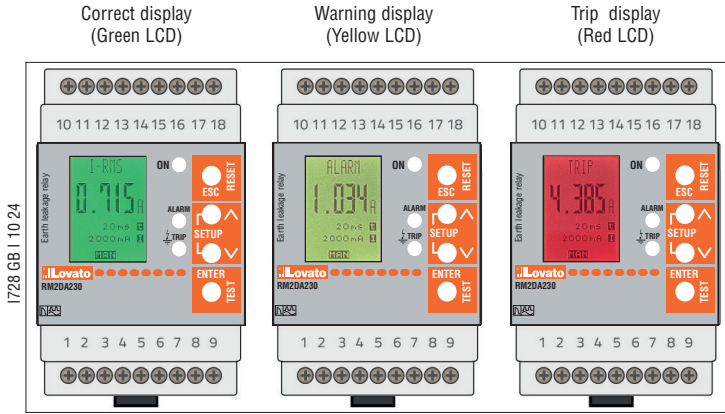 Correct display
(Green LCD)
Warning display
(Yellow LCD)
Trip display
(Red LCD)
I728 GB I 10 24
10 11 12 13 14 15 16 17 18
Earth leakage relay
I-RMS
0.715A
20ms t
2000mA I
MAN
ON
ALARM
TRIP
ESC
RESET
SETUP
ENTER
TEST
Lovato
RM2DA230
1 2 3 4 5 6 7 8 9
10 11 12 13 14 15 16 17 18
Earth leakage relay
ALARM
1.034A
20ms t
2000mA I
MAN
ON
ALARM
TRIP
ESC
RESET
SETUP
ENTER
TEST
Lovato
RM2DA230
1 2 3 4 5 6 7 8 9
10 11 12 13 14 15 16 17 18
Earth leakage relay
TRIP
4.385A
20ms t
2000mA I
MAN
ON
ALARM
TRIP
ESC
RESET
SETUP
ENTER
TEST
Lovato
RM2DA230
1 2 3 4 5 6 7 8 9